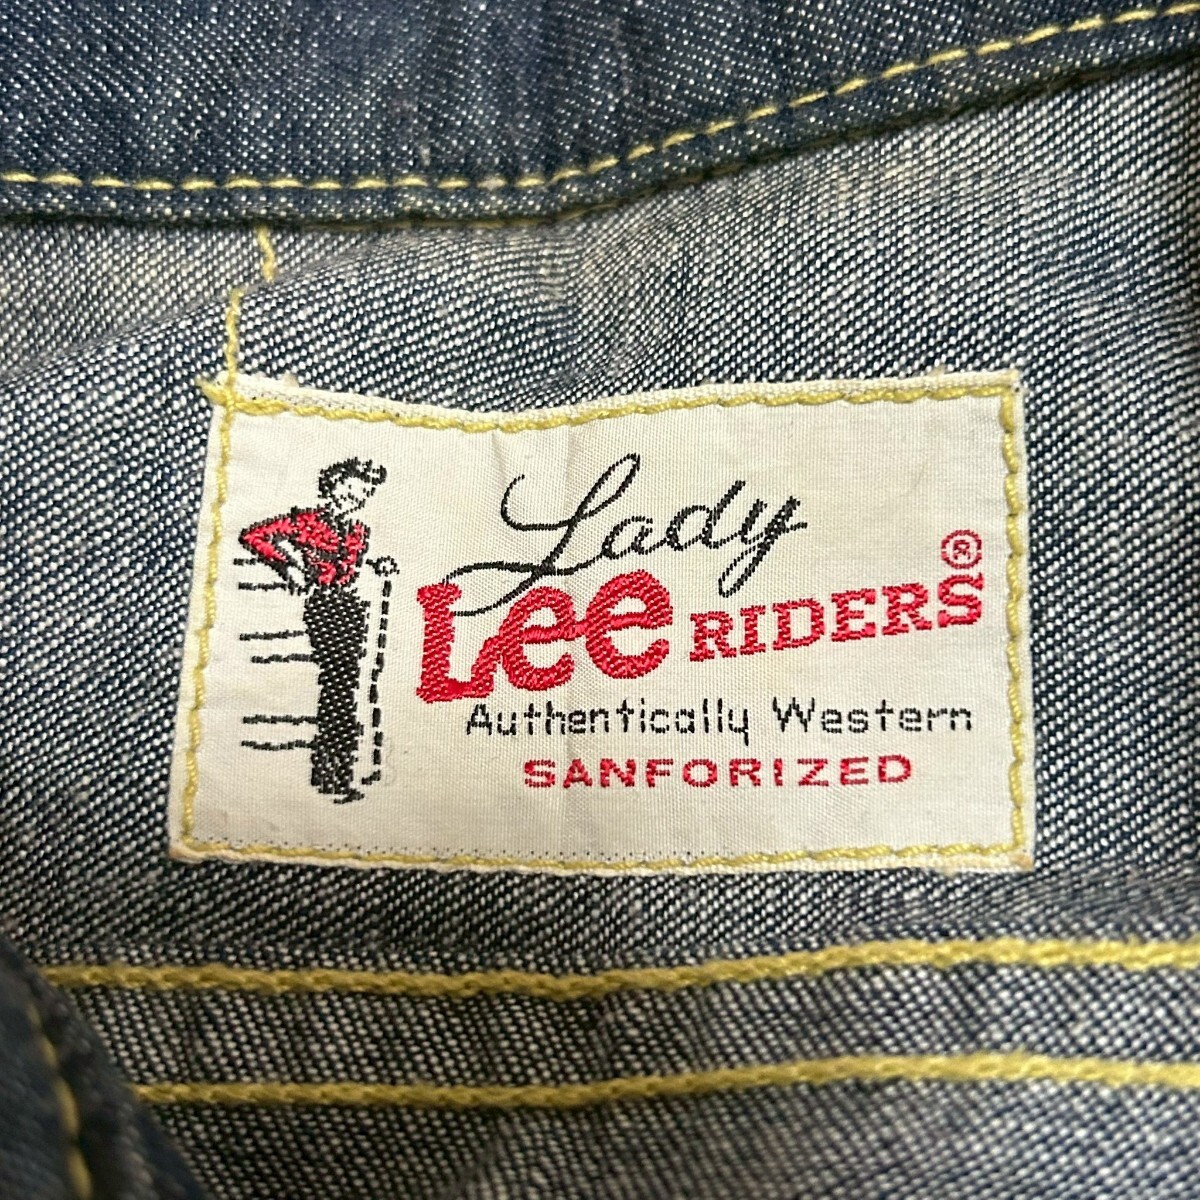 Lady
Lee RIDERS®
Authentically Western
SANFORIZED